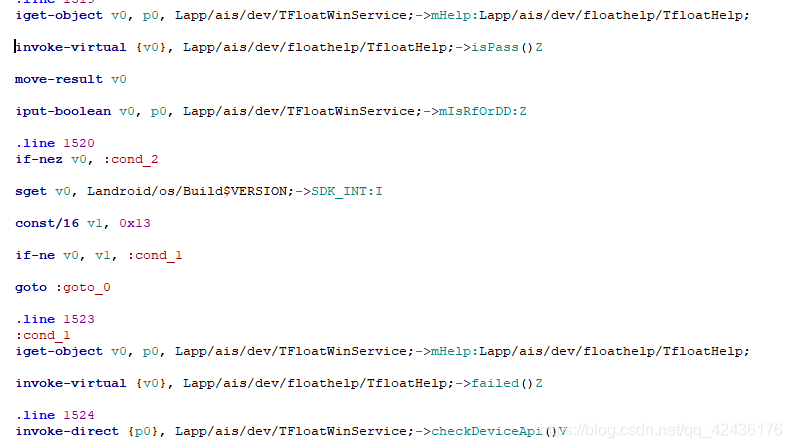 .line 1519
iget-object v0, p0, Lapp/ais/dev/TFloatWinService;->mHelp:Lapp/ais/dev/floathelp/TfloatHelp;
invoke-virtual {v0}, Lapp/ais/dev/floathelp/TfloatHelp;->isPass()Z
move-result v0
iput-boolean v0, p0, Lapp/ais/dev/TFloatWinService;->mIsRfOrDD:Z
.line 1520
if-nez v0, :cond_2
sget v0, Landroid/os/Build$VERSION;->SDK_INT:I
const/16 v1, 0x13
if-ne v0, v1, :cond_1
goto :goto_0
.line 1523
:cond_1
iget-object v0, p0, Lapp/ais/dev/TFloatWinService;->mHelp:Lapp/ais/dev/floathelp/TfloatHelp;
invoke-virtual {v0}, Lapp/ais/dev/floathelp/TfloatHelp;->failed()Z
.line 1524
invoke-direct {p0}, Lapp/ais/dev/TFloatWinService;->checkDeviceApi()V
https://blog.csdn.net/qq_42436176